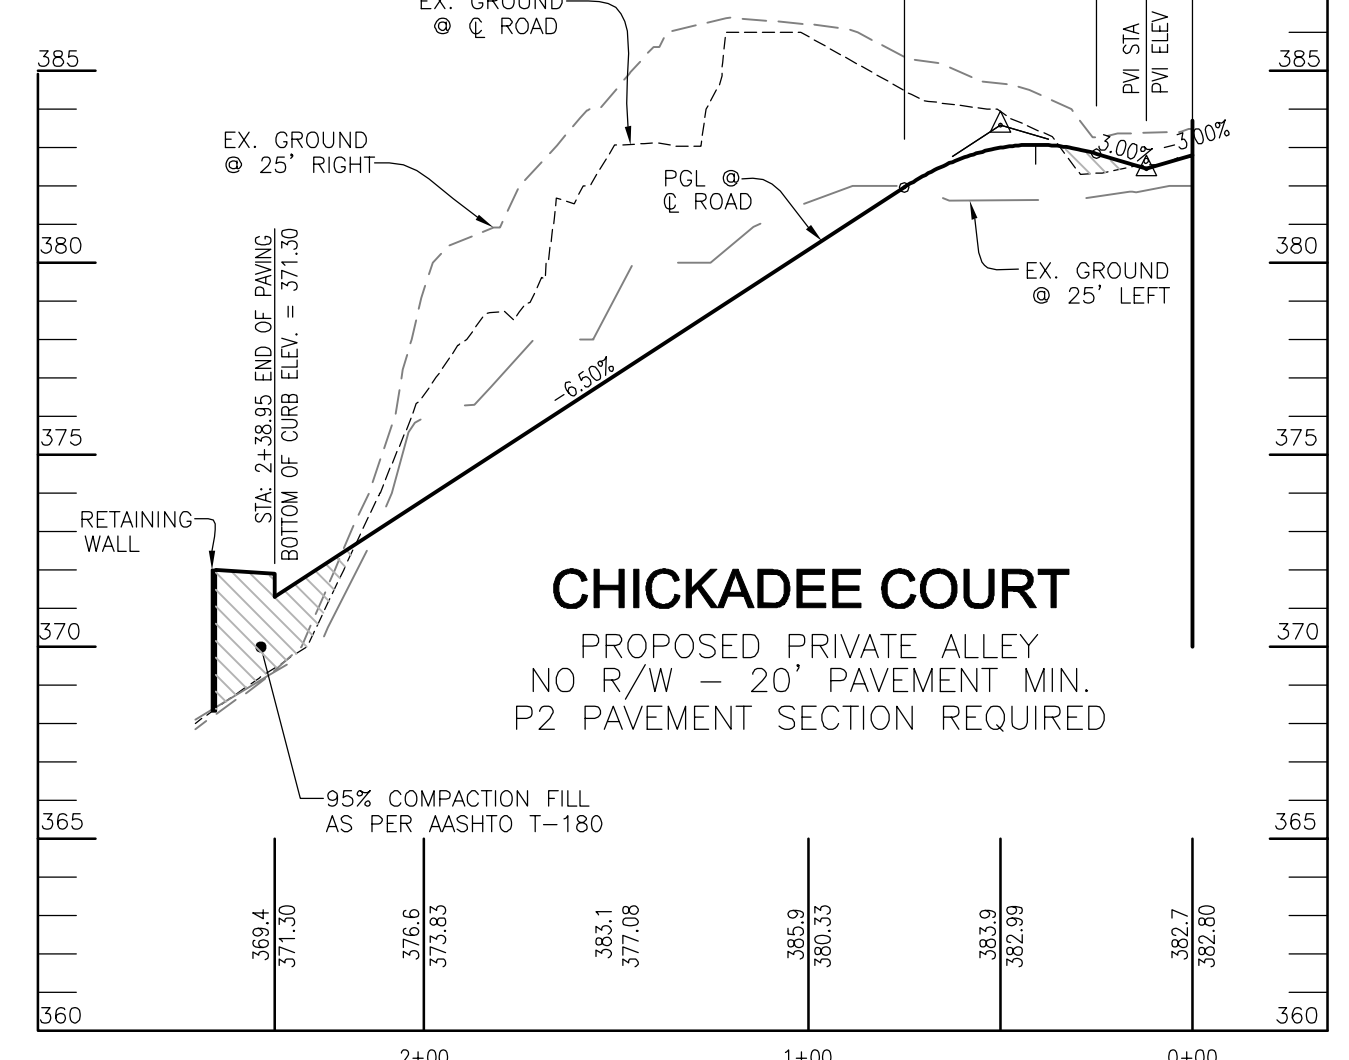 EX. GROUND
@ ℄ ROAD
385
385
PVI STA
PVI ELEV
EX. GROUND
@ 25' RIGHT
3.00%
-3.00%
PGL @
℄ ROAD
380
380
EX. GROUND
@ 25' LEFT
STA: 2+38.95 END OF PAVING
BOTTOM OF CURB ELEV. = 371.30
-6.50%
375
375
RETAINING
WALL
CHICKADEE COURT
PROPOSED PRIVATE ALLEY
NO R/W - 20' PAVEMENT MIN.
P2 PAVEMENT SECTION REQUIRED
370
370
95% COMPACTION FILL
AS PER AASHTO T-180
365
365
369.4
371.30
376.6
373.83
383.1
377.08
385.9
380.33
383.9
382.99
382.7
382.80
360
360
2+00
1+00
0+00